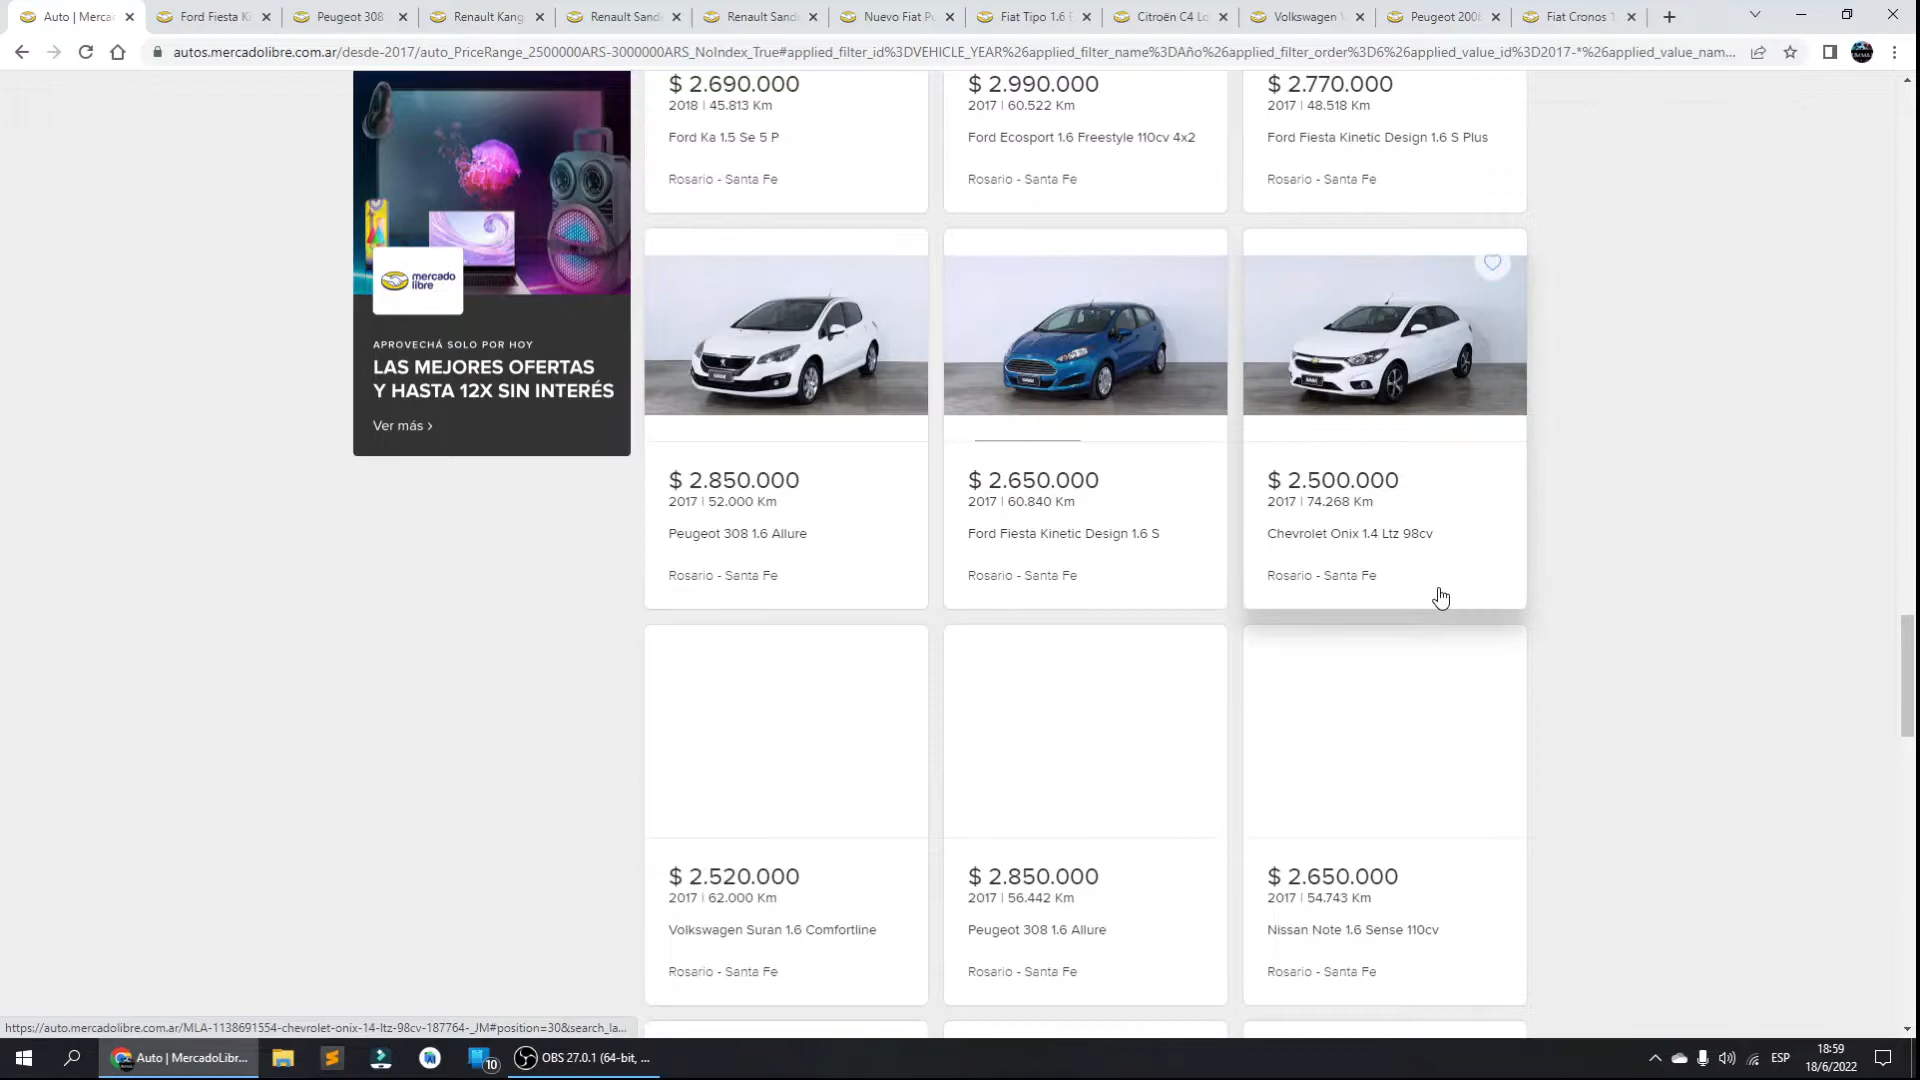 Auto | Merca
Ford Fiesta Ki
Peugeot 308
Renault Kang
Renault Sand
Renault Sand
Nuevo Fiat P
Fiat Tipo 1.6 E
Citroën C4 Lo
Volkswagen V
Peugeot 200
Fiat Cronos 1
autos.mercadolibre.com.ar/desde-2017/auto_PriceRange_2500000ARS-3000000ARS_NoIndex_True#applied_filter_id%3DVEHICLE_YEAR%26applied_filter_name%3DAño%26applied_filter_order%3D6%26applied_value_id%3D2017-*%26applied_value_nam...
mercado
libre
APROVECHÁ SOLO POR HOY
LAS MEJORES OFERTAS
Y HASTA 12X SIN INTERÉS
Ver más ›
$ 2.690.000
2018 | 45.813 Km
Ford Ka 1.5 Se 5 P
Rosario - Santa Fe
$ 2.990.000
2017 | 60.522 Km
Ford Ecosport 1.6 Freestyle 110cv 4x2
Rosario - Santa Fe
$ 2.770.000
2017 | 48.518 Km
Ford Fiesta Kinetic Design 1.6 S Plus
Rosario - Santa Fe
$ 2.850.000
2017 | 52.000 Km
Peugeot 308 1.6 Allure
Rosario - Santa Fe
$ 2.650.000
2017 | 60.840 Km
Ford Fiesta Kinetic Design 1.6 S
Rosario - Santa Fe
$ 2.500.000
2017 | 74.268 Km
Chevrolet Onix 1.4 Ltz 98cv
Rosario - Santa Fe
$ 2.520.000
2017 | 62.000 Km
Volkswagen Suran 1.6 Comfortline
Rosario - Santa Fe
$ 2.850.000
2017 | 56.442 Km
Peugeot 308 1.6 Allure
Rosario - Santa Fe
$ 2.650.000
2017 | 54.743 Km
Nissan Note 1.6 Sense 110cv
Rosario - Santa Fe
https://auto.mercadolibre.com.ar/MLA-1138691554-chevrolet-onix-14-ltz-98cv-187764-_JM#position=30&search_la...
Auto | MercadoLibr...
10
OBS 27.0.1 (64-bit, ...
ESP
18:59
18/6/2022